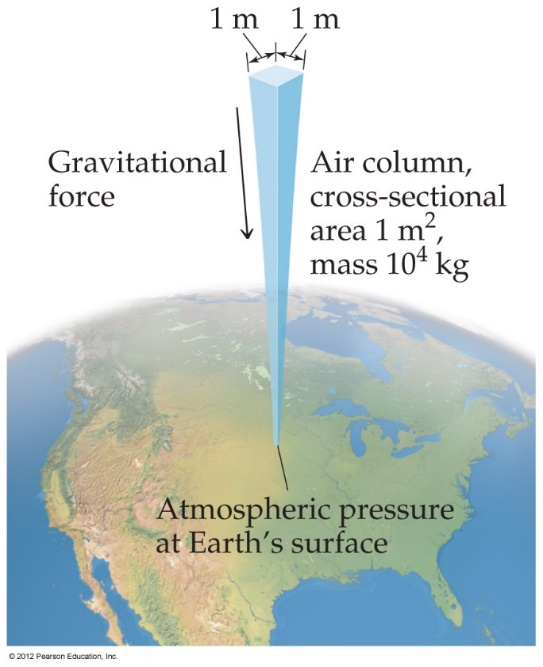 1 m 1 m
Gravitational
force
Air column,
cross-sectional
area 1 m²,
mass 10⁴ kg
Atmospheric pressure
at Earth’s surface
© 2012 Pearson Education, Inc.